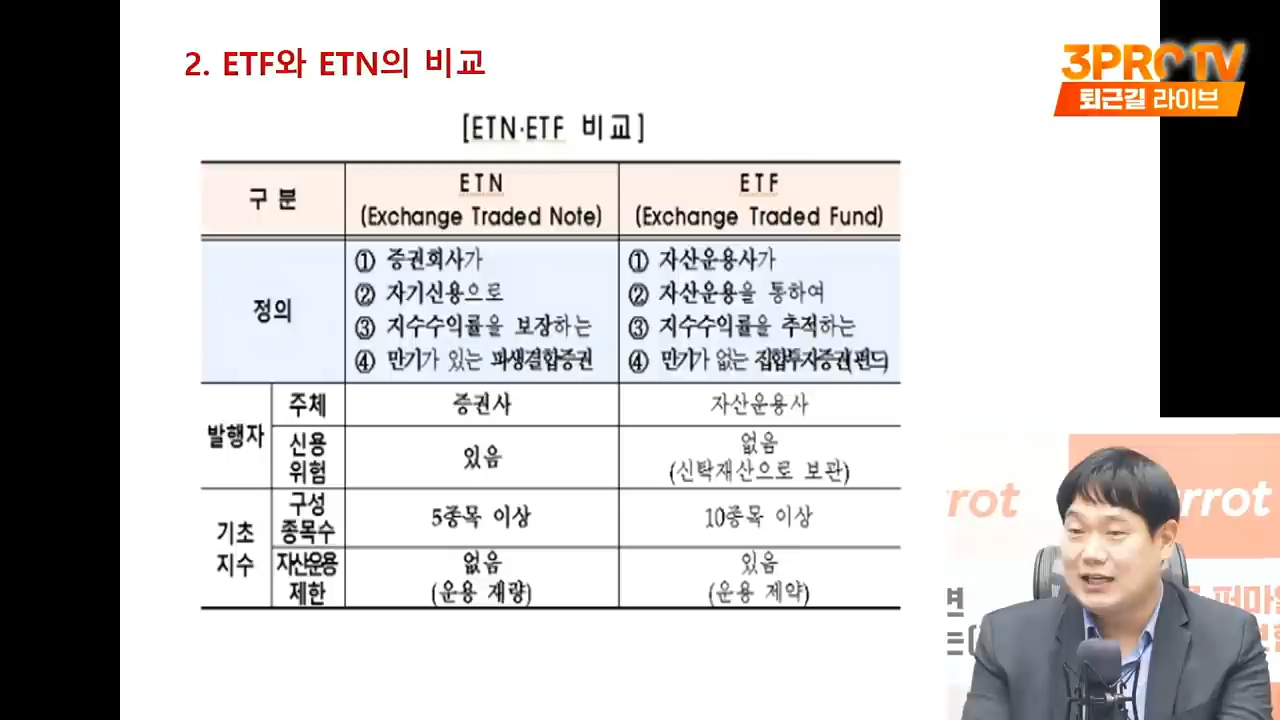 2. ETF와 ETN의 비교
3PROTV
퇴근길 라이브
[ETN·ETF 비교]
구 분
ETN
(Exchange Traded Note)
ETF
(Exchange Traded Fund)
정의
① 증권회사가
② 자기신용으로
③ 지수수익률을 보장하는
④ 만기가 있는 파생결합증권
① 자산운용사가
② 자산운용을 통하여
③ 지수수익률을 추적하는
④ 만기가 없는 집합투자증권(펀드)
발행자
주체
증권사
자산운용사
신용
위험
있음
없음
(신탁재산으로 보관)
기초
지수
구성
종목수
5종목 이상
10종목 이상
자산운용
제한
없음
(운용 재량)
있음
(운용 제약)
rrot
rrot
면
는